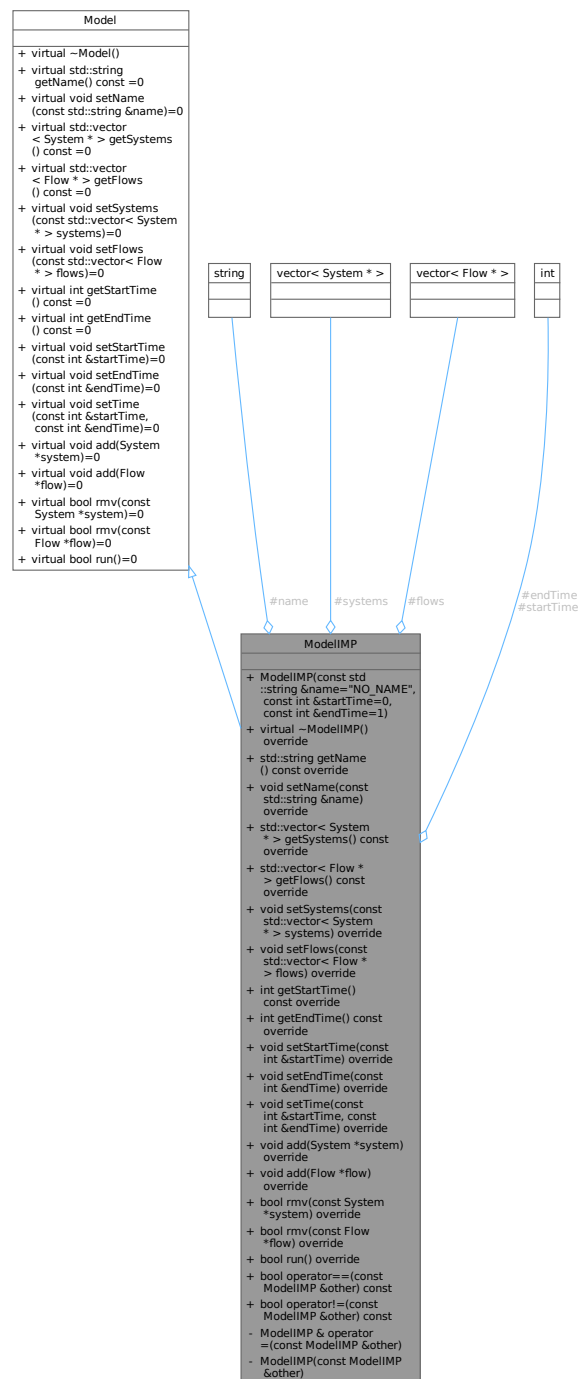 Model
+ virtual ~Model()
+ virtual std::string
getName() const =0
+ virtual void setName
(const std::string &name)=0
+ virtual std::vector
< System * > getSystems
() const =0
+ virtual std::vector
< Flow * > getFlows
() const =0
+ virtual void setSystems
(const std::vector< System
* > systems)=0
+ virtual void setFlows
(const std::vector< Flow
* > flows)=0
+ virtual int getStartTime
() const =0
+ virtual int getEndTime
() const =0
+ virtual void setStartTime
(const int &startTime)=0
+ virtual void setEndTime
(const int &endTime)=0
+ virtual void setTime
(const int &startTime,
const int &endTime)=0
+ virtual void add(System
*system)=0
+ virtual void add(Flow
*flow)=0
+ virtual bool rmv(const
System *system)=0
+ virtual bool rmv(const
Flow *flow)=0
+ virtual bool run()=0
string
vector< System * >
vector< Flow * >
int
#name
#systems
#flows
#endTime
#startTime
ModelIMP
+ ModelIMP(const std
::string &name="NO_NAME",
const int &startTime=0,
const int &endTime=1)
+ virtual ~ModelIMP()
override
+ std::string getName
() const override
+ void setName(const
std::string &name)
override
+ std::vector< System
* > getSystems() const
override
+ std::vector< Flow *
> getFlows() const
override
+ void setSystems(const
std::vector< System
* > systems) override
+ void setFlows(const
std::vector< Flow *
> flows) override
+ int getStartTime()
const override
+ int getEndTime() const
override
+ void setStartTime(const
int &startTime) override
+ void setEndTime(const
int &endTime) override
+ void setTime(const
int &startTime, const
int &endTime) override
+ void add(System *system)
override
+ void add(Flow *flow)
override
+ bool rmv(const System
*system) override
+ bool rmv(const Flow
*flow) override
+ bool run() override
+ bool operator==(const
ModelIMP &other) const
+ bool operator!=(const
ModelIMP &other) const
- ModelIMP & operator
=(const ModelIMP &other)
- ModelIMP(const ModelIMP
&other)